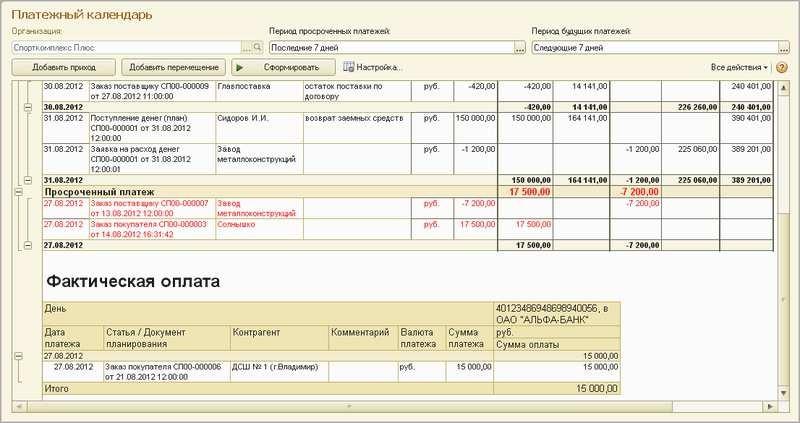 Платежный календарь
Организация: Период просроченных платежей: Период будущих платежей:
Спорткомплекс Плюс ... Последние 7 дней ... Следующие 7 дней ...
Добавить приход Добавить перемещение Сформировать Настройка... Все действия
30.08.2012 Заказ поставщику СП00-000009 Главпоставка остаток поставки по руб. -420,00 -420,00 14 141,00 240 401,00
от 27.08.2012 11:00:00 договору
30.08.2012 -420,00 14 141,00 226 260,00 240 401,00
31.08.2012 Поступление денег (план) Сидоров И.И. возврат заемных средств руб. 150 000,00 150 000,00 164 141,00 390 401,00
СП00-000001 от 31.08.2012
12:00:00
31.08.2012 Заявка на расход денег Завод руб. -1 200,00 -1 200,00 225 060,00 389 201,00
СП00-000001 от 31.08.2012 металлоконструкций
12:00:01
31.08.2012 150 000,00 164 141,00 -1 200,00 225 060,00 389 201,00
Просроченный платеж 17 500,00 -7 200,00
27.08.2012 Заказ поставщику СП00-000007 Завод руб. -7 200,00 -7 200,00
от 13.08.2012 12:00:00 металлоконструкций
27.08.2012 Заказ покупателя СП00-000003 Солнышко руб. 17 500,00 17 500,00
от 14.08.2012 16:31:42
27.08.2012 17 500,00 -7 200,00
Фактическая оплата
День 40123486948698940056, в
ОАО "АЛЬФА-БАНК"
Дата Статья / Документ Контрагент Комментарий Валюта Сумма руб.
платежа планирования платежа платежа Сумма оплаты
27.08.2012 15 000,00
27.08.2012 Заказ покупателя СП00-000006 ДСШ № 1 (г.Владимир) руб. 15 000,00 15 000,00
от 21.08.2012 12:00:00
Итого 15 000,00